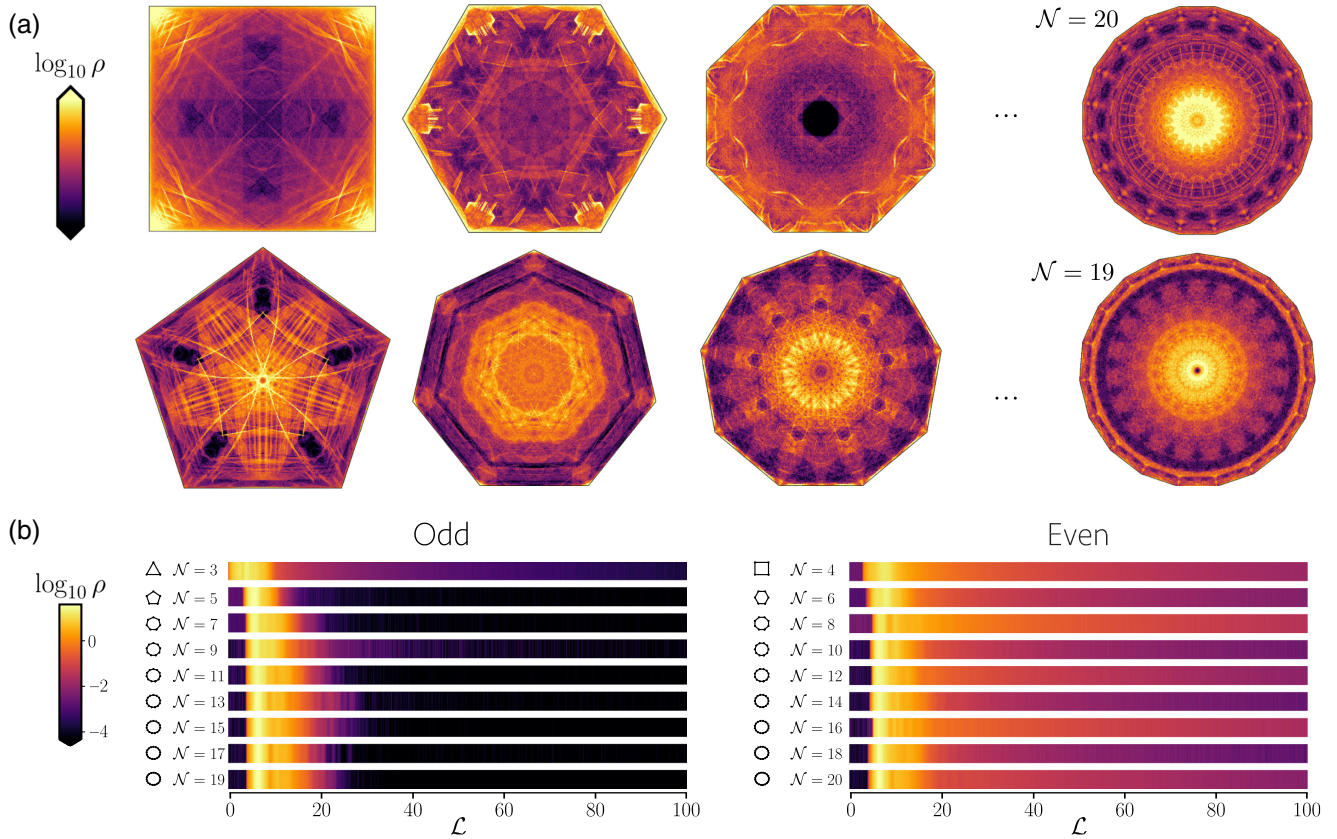 (a)
log₁₀ ρ
𝒩 = 20
...
𝒩 = 19
...
(b)
Odd
Even
log₁₀ ρ
0
−2
−4
𝒩 = 3
𝒩 = 5
𝒩 = 7
𝒩 = 9
𝒩 = 11
𝒩 = 13
𝒩 = 15
𝒩 = 17
𝒩 = 19
0 20 40 60 80 100
ℒ
𝒩 = 4
𝒩 = 6
𝒩 = 8
𝒩 = 10
𝒩 = 12
𝒩 = 14
𝒩 = 16
𝒩 = 18
𝒩 = 20
0 20 40 60 80 100
ℒ